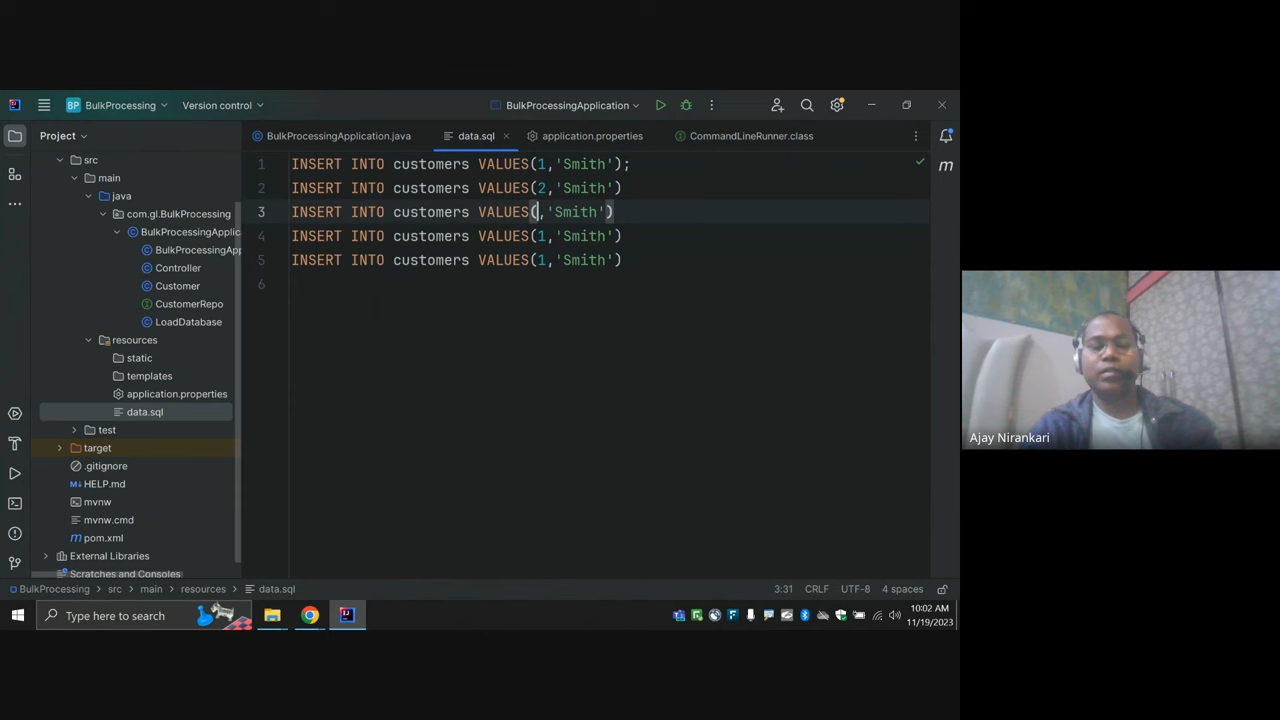 BP BulkProcessing Version control BulkProcessingApplication
Project BulkProcessingApplication.java data.sql application.properties CommandLineRunner.class
src
main
java
com.gl.BulkProcessing
BulkProcessingApplic
BulkProcessingAp
Controller
Customer
CustomerRepo
LoadDatabase
resources
static
templates
application.properties
data.sql
test
target
.gitignore
HELP.md
mvnw
mvnw.cmd
pom.xml
External Libraries
Scratches and Consoles
1 INSERT INTO customers VALUES(1,'Smith');
2 INSERT INTO customers VALUES(2,'Smith')
3 INSERT INTO customers VALUES(,'Smith')
4 INSERT INTO customers VALUES(1,'Smith')
5 INSERT INTO customers VALUES(1,'Smith')
6
m
BulkProcessing > src > main > resources > data.sql 3:31 CRLF UTF-8 4 spaces
Type here to search
10:02 AM
11/19/2023
Ajay Nirankari